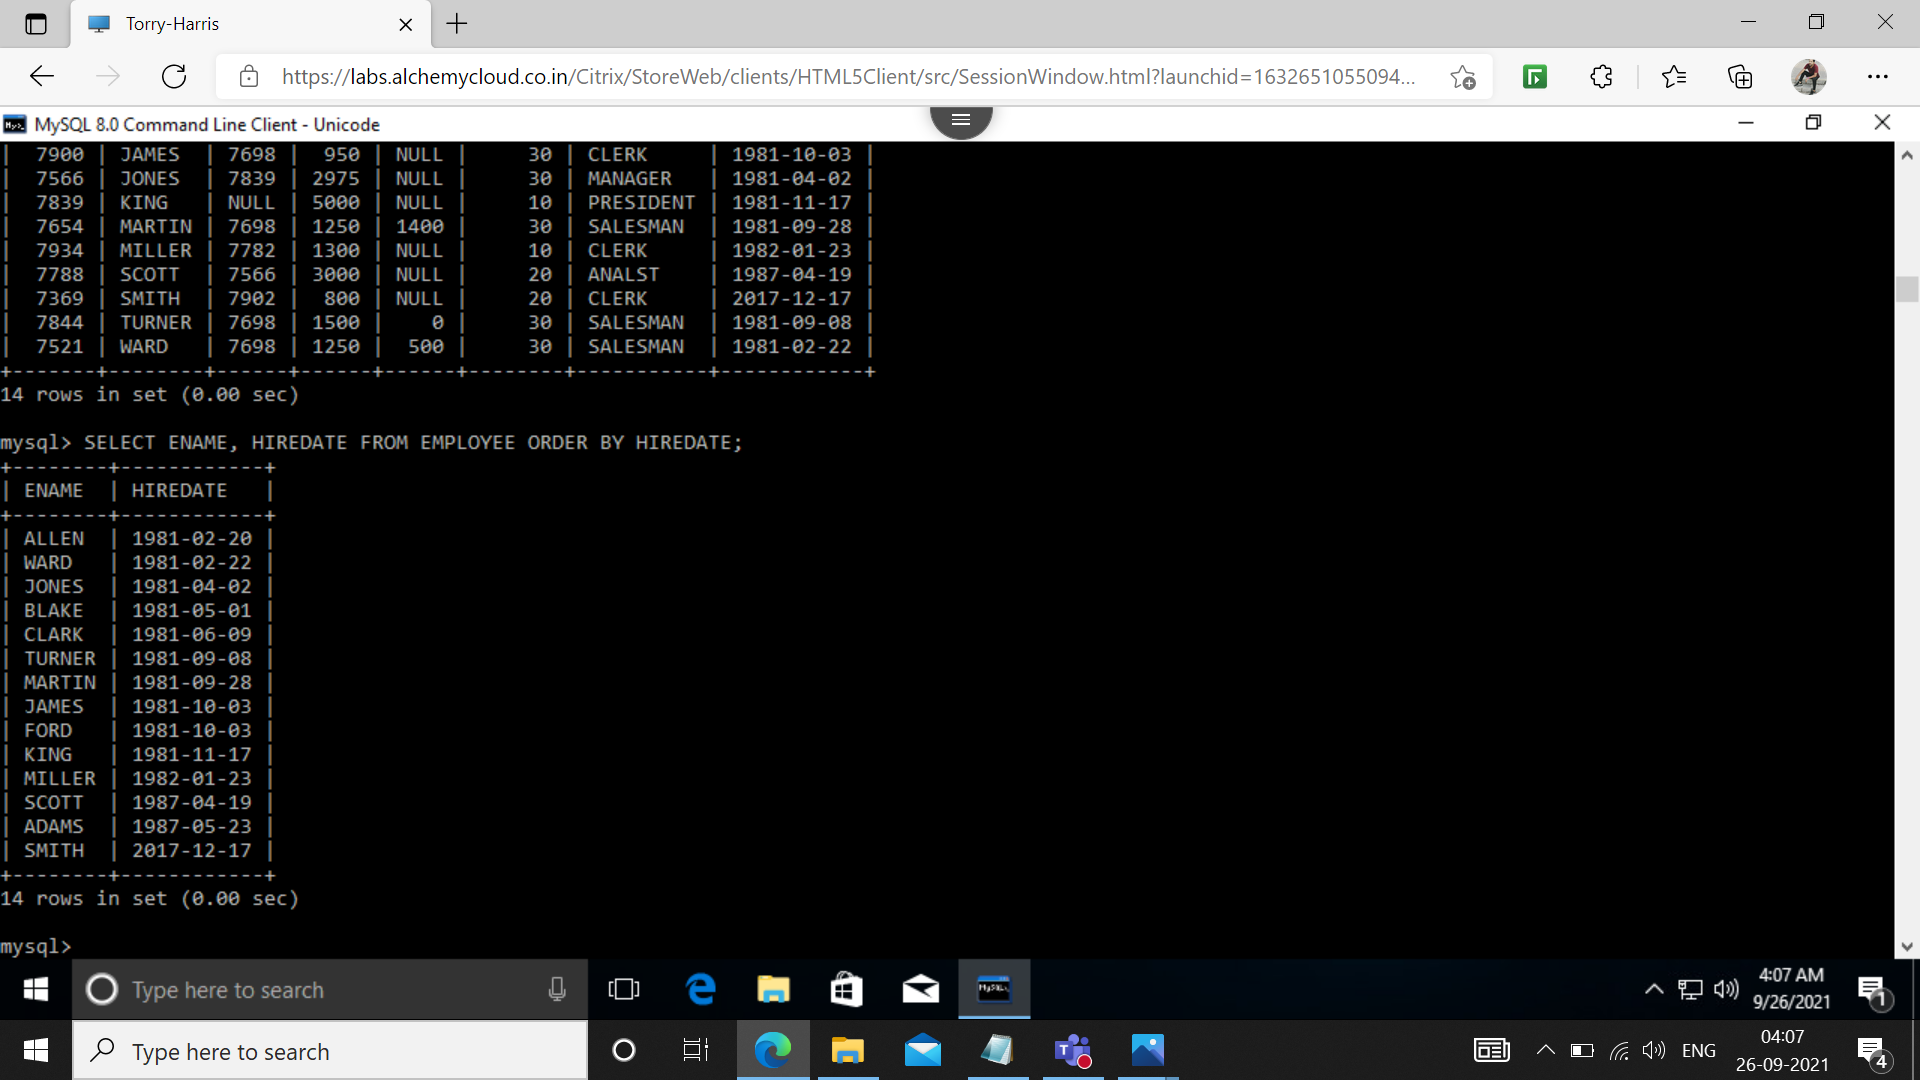 Torry-Harris
https://labs.alchemycloud.co.in/Citrix/StoreWeb/clients/HTML5Client/src/SessionWindow.html?launchid=1632651055094...
MySQL 8.0 Command Line Client - Unicode
| 7900 | JAMES | 7698 | 950 | NULL | 30 | CLERK | 1981-10-03 |
| 7566 | JONES | 7839 | 2975 | NULL | 30 | MANAGER | 1981-04-02 |
| 7839 | KING | NULL | 5000 | NULL | 10 | PRESIDENT | 1981-11-17 |
| 7654 | MARTIN | 7698 | 1250 | 1400 | 30 | SALESMAN | 1981-09-28 |
| 7934 | MILLER | 7782 | 1300 | NULL | 10 | CLERK | 1982-01-23 |
| 7788 | SCOTT | 7566 | 3000 | NULL | 20 | ANALST | 1987-04-19 |
| 7369 | SMITH | 7902 | 800 | NULL | 20 | CLERK | 2017-12-17 |
| 7844 | TURNER | 7698 | 1500 | 0 | 30 | SALESMAN | 1981-09-08 |
| 7521 | WARD | 7698 | 1250 | 500 | 30 | SALESMAN | 1981-02-22 |
+-------+--------+------+------+------+--------+-----------+------------+
14 rows in set (0.00 sec)
mysql> SELECT ENAME, HIREDATE FROM EMPLOYEE ORDER BY HIREDATE;
+--------+------------+
| ENAME | HIREDATE |
+--------+------------+
| ALLEN | 1981-02-20 |
| WARD | 1981-02-22 |
| JONES | 1981-04-02 |
| BLAKE | 1981-05-01 |
| CLARK | 1981-06-09 |
| TURNER | 1981-09-08 |
| MARTIN | 1981-09-28 |
| JAMES | 1981-10-03 |
| FORD | 1981-10-03 |
| KING | 1981-11-17 |
| MILLER | 1982-01-23 |
| SCOTT | 1987-04-19 |
| ADAMS | 1987-05-23 |
| SMITH | 2017-12-17 |
+--------+------------+
14 rows in set (0.00 sec)
mysql>
Type here to search
4:07 AM
9/26/2021
1
Type here to search
ENG
04:07
26-09-2021
4